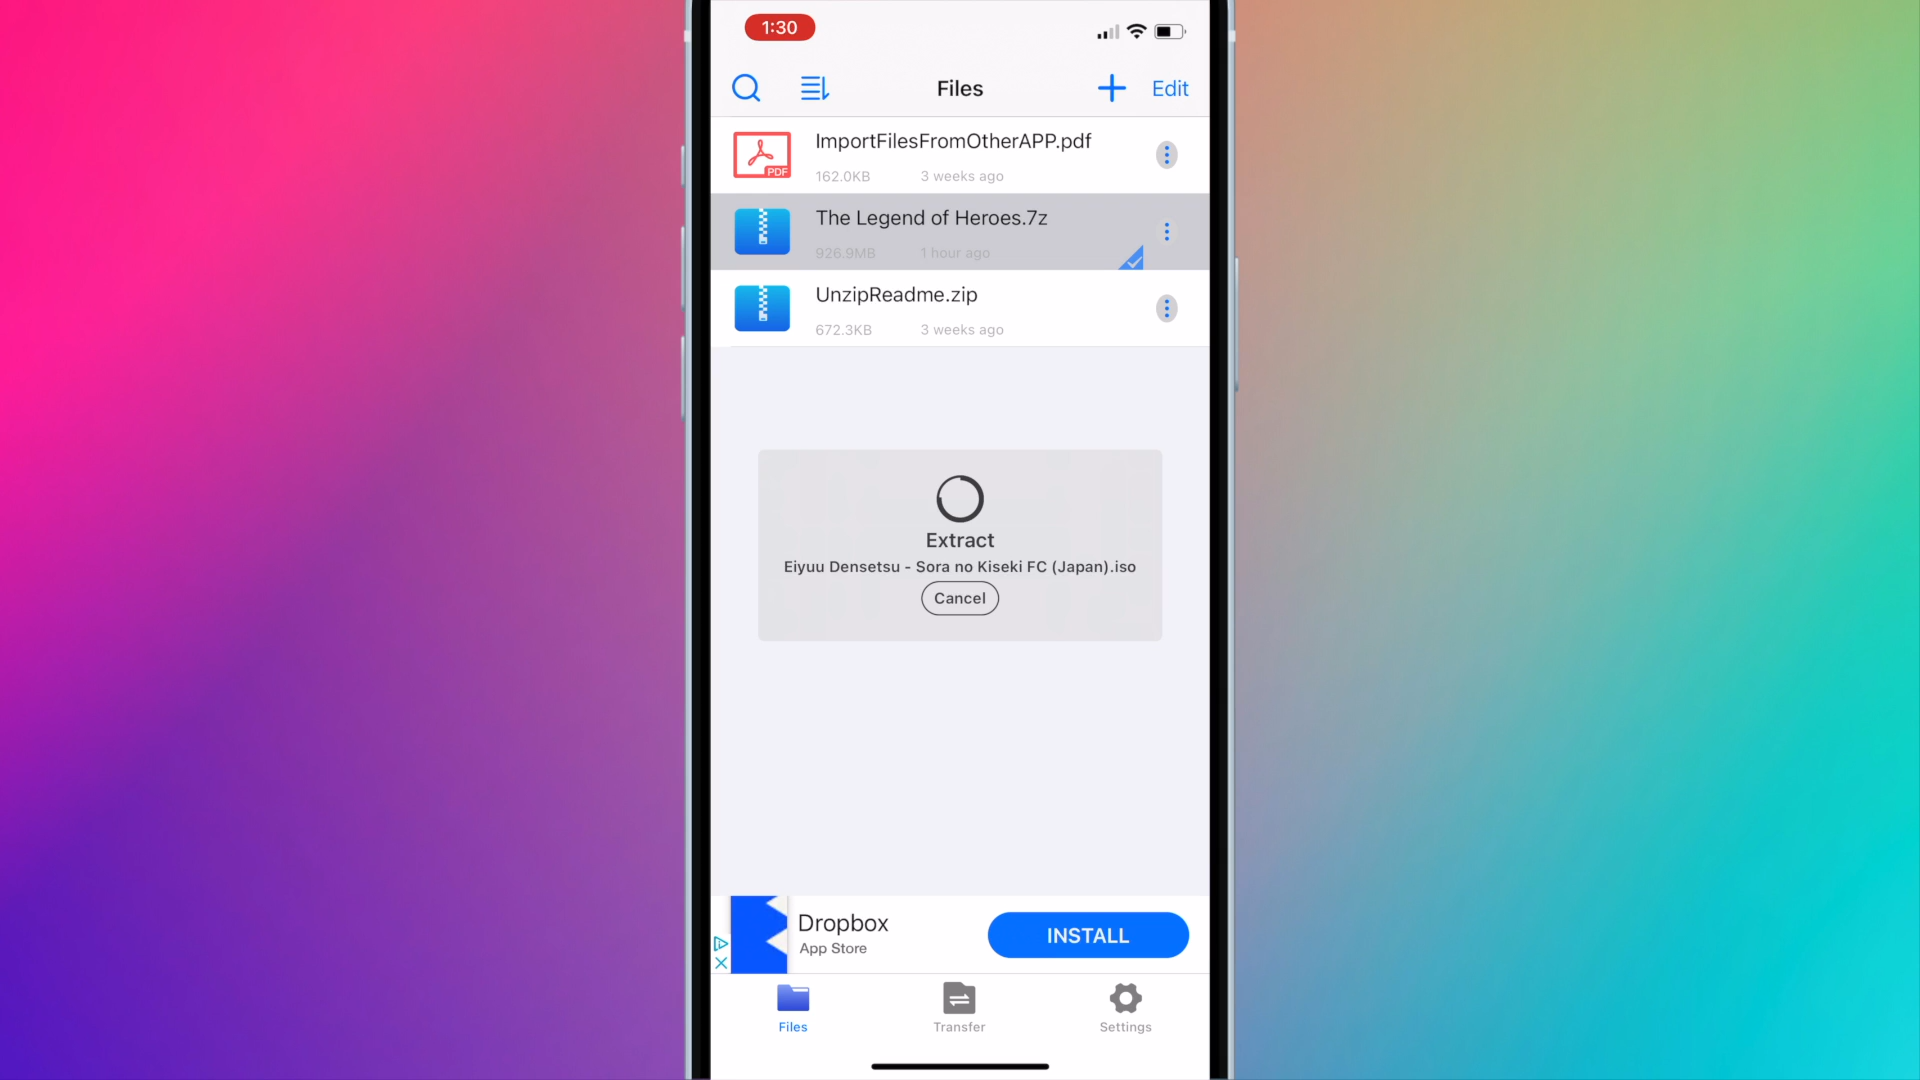 1:30
Files
Edit
ImportFilesFromOtherAPP.pdf
PDF
162.0KB 3 weeks ago
The Legend of Heroes.7z
926.9MB 1 hour ago
UnzipReadme.zip
672.3KB 3 weeks ago
Extract
Eiyuu Densetsu - Sora no Kiseki FC (Japan).iso
Cancel
Dropbox
App Store
INSTALL
Files
Transfer
Settings